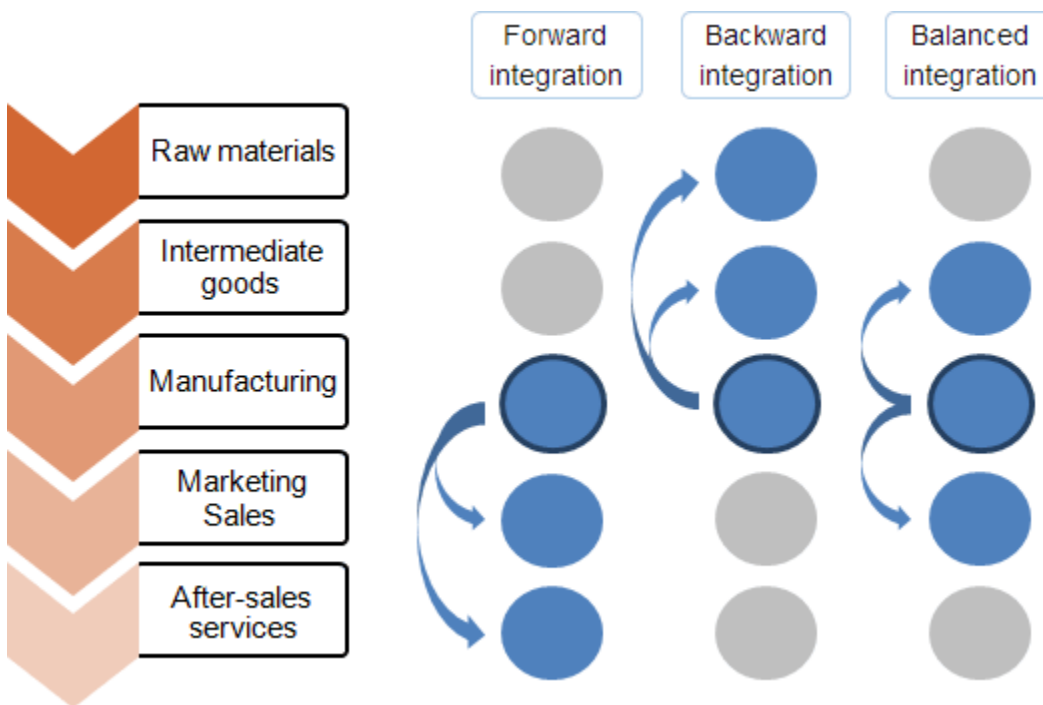 Forward
integration
Backward
integration
Balanced
integration
Raw materials
Intermediate
goods
Manufacturing
Marketing
Sales
After-sales
services